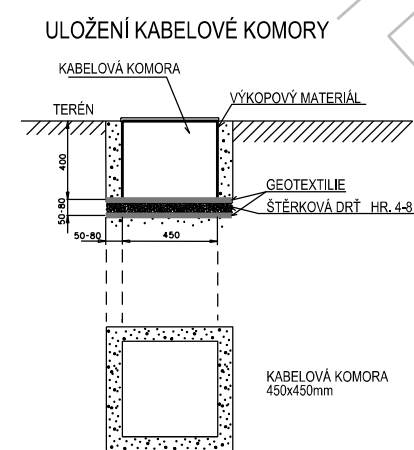 ULOŽENÍ KABELOVÉ KOMORY
KABELOVÁ KOMORA
VÝKOPOVÝ MATERIÁL
TERÉN
400
GEOTEXTILIE
50-80
ŠTĚRKOVÁ DRŤ HR. 4-8
50-80
450
KABELOVÁ KOMORA
450x450mm